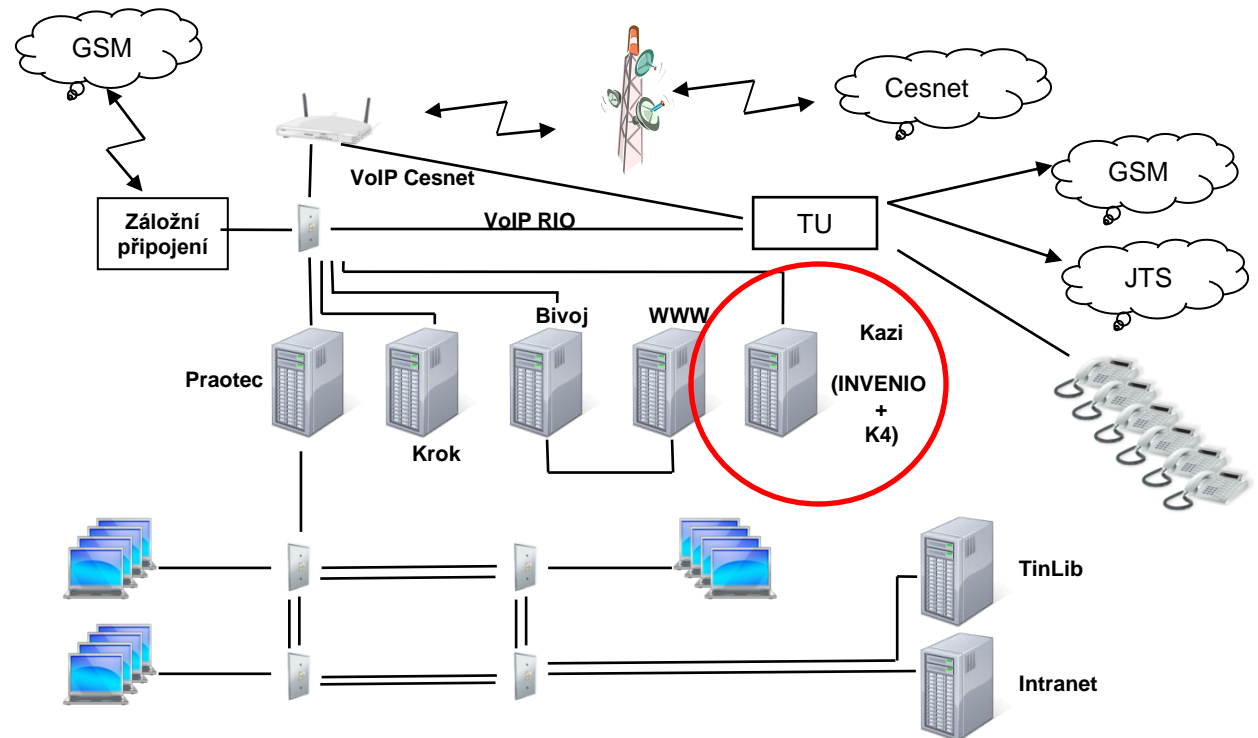 GSM
Cesnet
GSM
VoIP Cesnet
Záložní
připojení
VoIP RIO
TU
JTS
Bivoj
WWW
Kazi
Praotec
(INVENIO
+
K4)
Krok
TinLib
Intranet